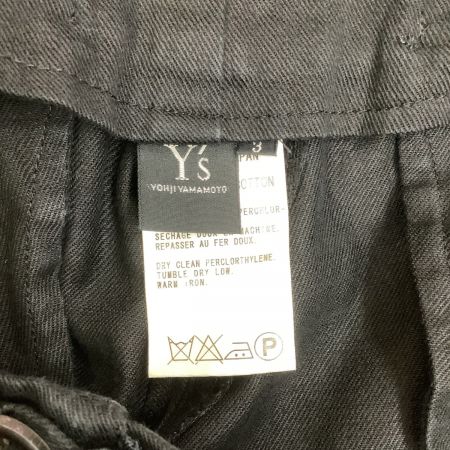 Y's
YOHJI YAMAMOTO
3
PAN
COTTON
PERCLOR-
SECHAGE DOUX EN MACHINE.
REPASSER AU FER DOUX.
DRY CLEAN PERCLORTHYLENE.
TUMBLE DRY LOW.
WARM IRON.
P